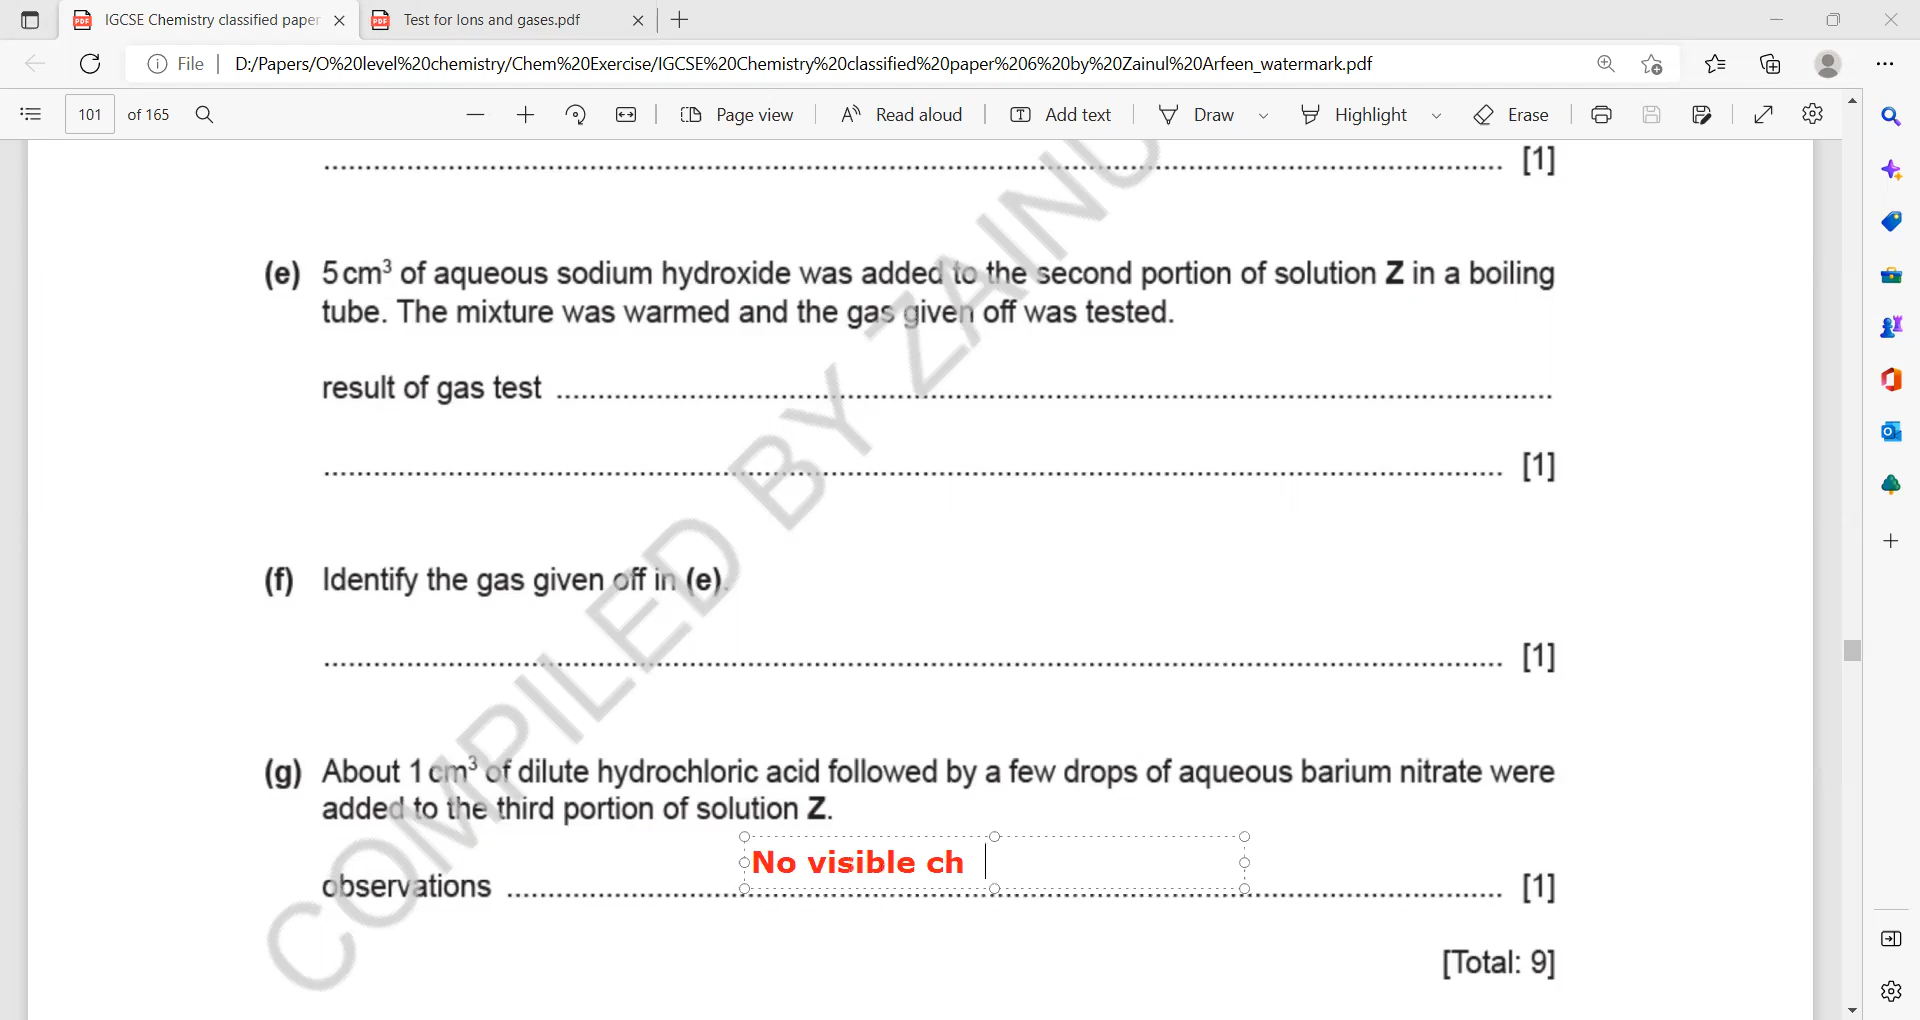 IGCSE Chemistry classified paper
Test for Ions and gases.pdf
File
D:/Papers/O%20level%20chemistry/Chem%20Exercise/IGCSE%20Chemistry%20classified%20paper%206%20by%20Zainul%20Arfeen_watermark.pdf
101 of 165
Page view
Read aloud
Add text
Draw
Highlight
Erase
[1]
(e) 5 cm³ of aqueous sodium hydroxide was added to the second portion of solution Z in a boiling
tube. The mixture was warmed and the gas given off was tested.
result of gas test
[1]
(f) Identify the gas given off in (e).
[1]
(g) About 1 cm³ of dilute hydrochloric acid followed by a few drops of aqueous barium nitrate were
added to the third portion of solution Z.
No visible ch
observations [1]
[Total: 9]
COMPILED BY ZAINU